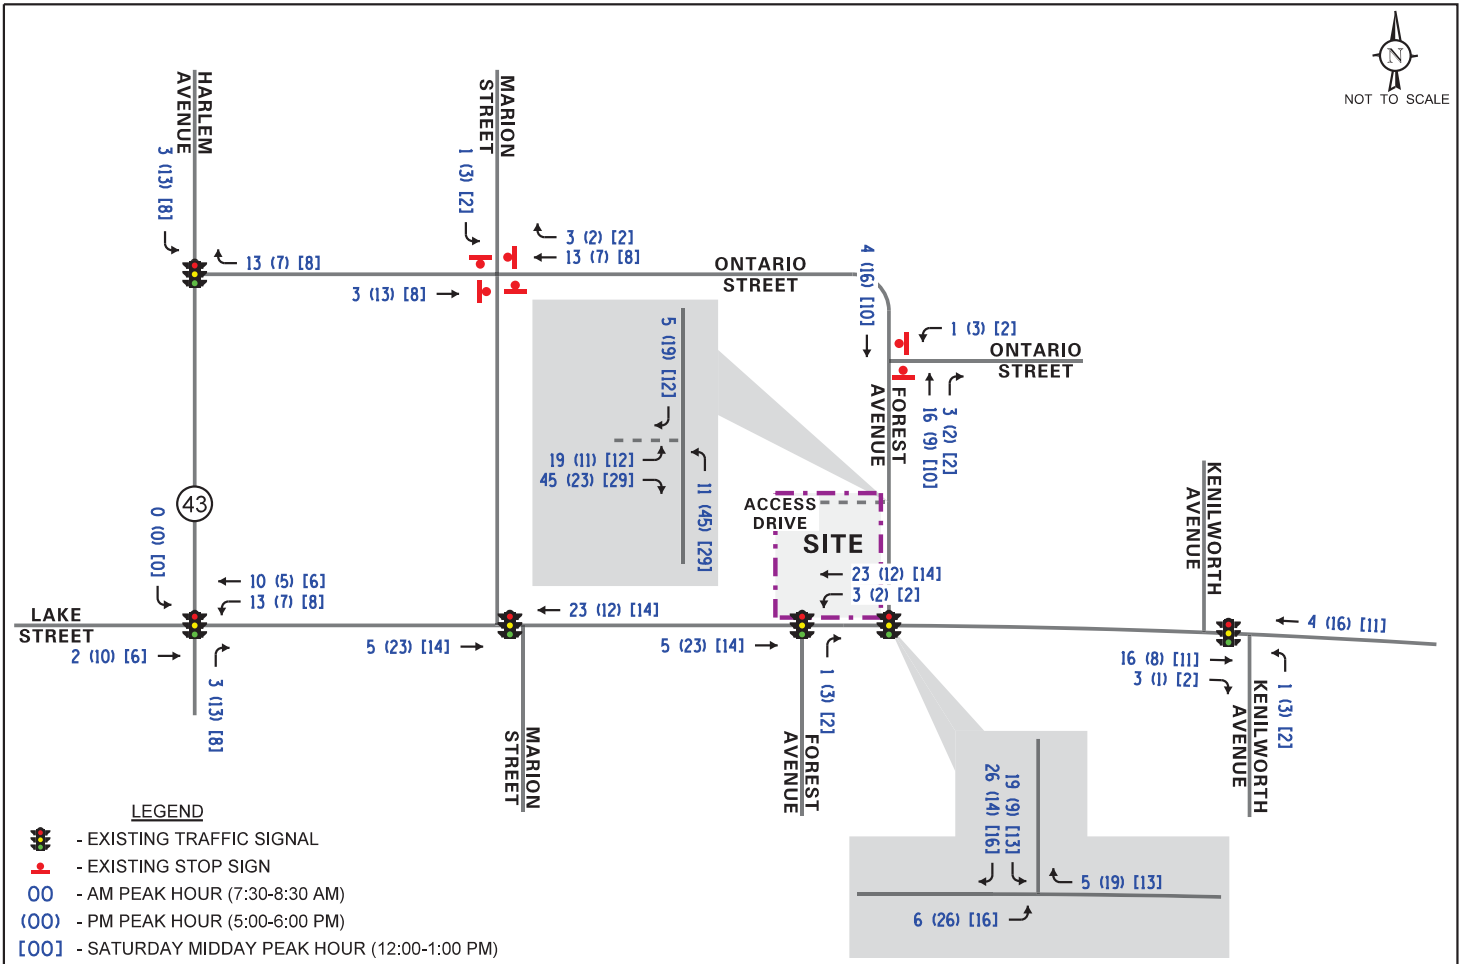 N
NOT TO SCALE
HARLEM
AVENUE
MARION
STREET
3 (13) [8]
1 (3) [2]
3 (2) [2]
13 (7) [8]
13 (7) [8]
3 (13) [8]
ONTARIO
STREET
4 (16) [10]
1 (3) [2]
ONTARIO
STREET
5 (19) [12]
19 (11) [12]
45 (23) [29]
11 (45) [29]
FOREST
AVENUE
16 (9) [10]
3 (2) [2]
KENILWORTH
AVENUE
43
ACCESS
DRIVE
SITE
0 (0) [0]
10 (5) [6]
13 (7) [8]
23 (12) [14]
3 (2) [2]
23 (12) [14]
LAKE
STREET
2 (10) [6]
3 (13) [8]
5 (23) [14]
5 (23) [14]
1 (3) [2]
4 (16) [11]
16 (8) [11]
3 (1) [2]
1 (3) [2]
MARION
STREET
FOREST
AVENUE
KENILWORTH
AVENUE
19 (9) [13]
26 (14) [16]
5 (19) [13]
6 (26) [16]
LEGEND
- EXISTING TRAFFIC SIGNAL
- EXISTING STOP SIGN
00 - AM PEAK HOUR (7:30-8:30 AM)
(00) - PM PEAK HOUR (5:00-6:00 PM)
[00] - SATURDAY MIDDAY PEAK HOUR (12:00-1:00 PM)